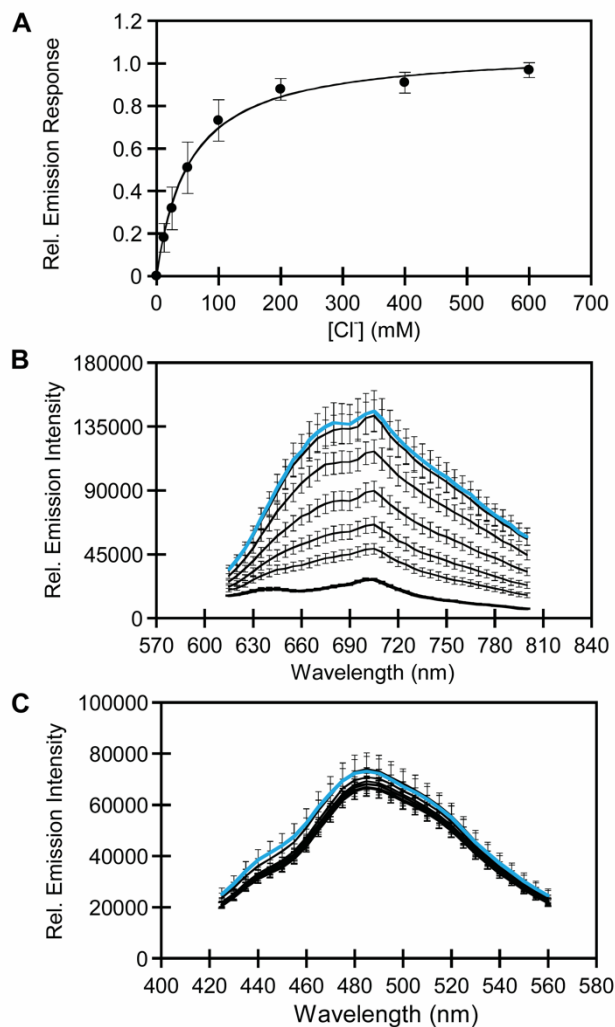 A
Rel. Emission Response
1.2
1.0
0.8
0.6
0.4
0.2
0
0 100 200 300 400 500 600 700
[Cl-] (mM)
B
Rel. Emission Intensity
180000
135000
90000
45000
0
570 600 630 660 690 720 750 780 810 840
Wavelength (nm)
C
Rel. Emission Intensity
100000
80000
60000
40000
20000
0
400 420 440 460 480 500 520 540 560 580
Wavelength (nm)